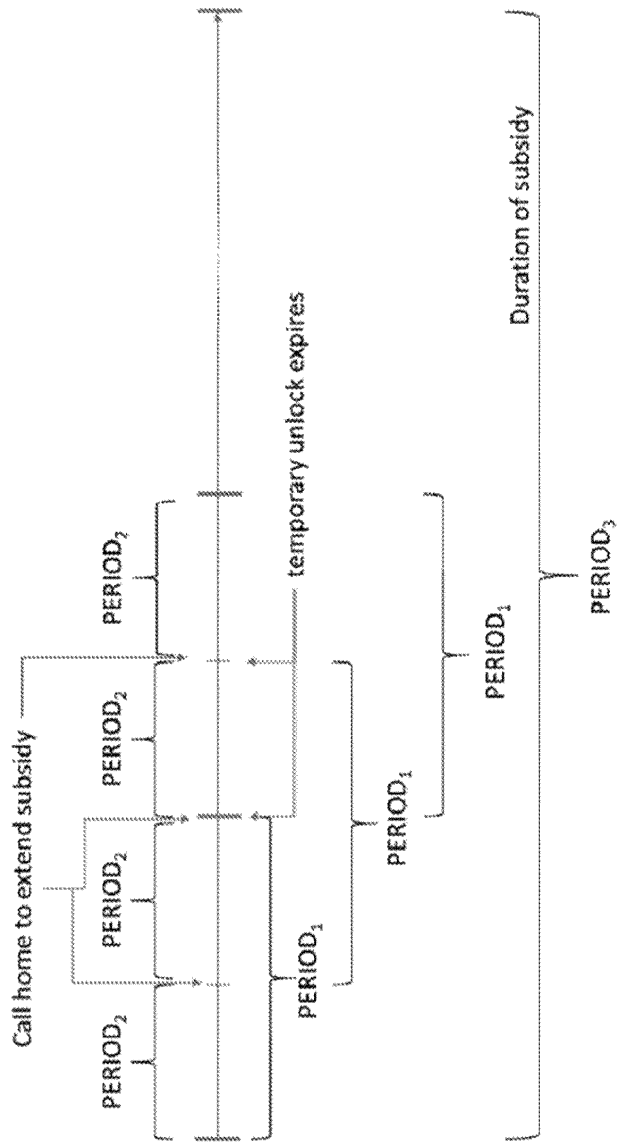 Call home to extend subsidy
PERIOD₂
PERIOD₂
PERIOD₂
PERIOD₂
temporary unlock expires
PERIOD₁
PERIOD₁
PERIOD₁
Duration of subsidy
PERIOD₃